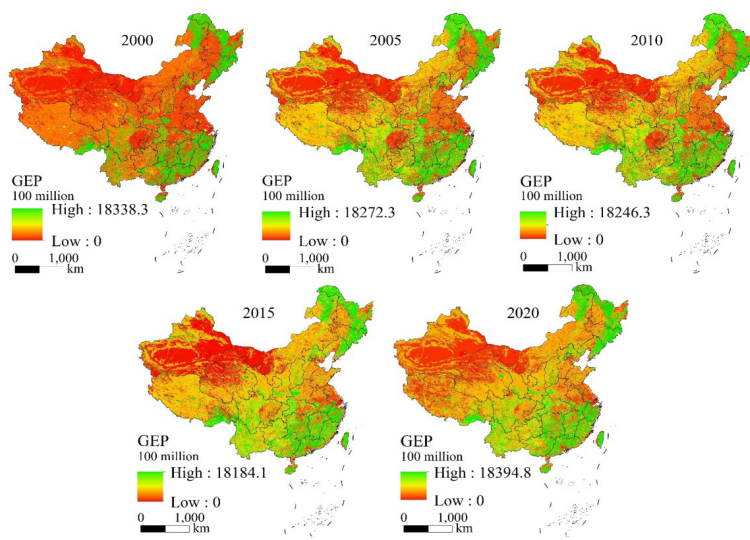 2000
GEP
100 million
High : 18338.3
Low : 0
0 1,000
km
2005
GEP
100 million
High : 18272.3
Low : 0
0 1,000
km
2010
GEP
100 million
High : 18246.3
Low : 0
0 1,000
km
2015
GEP
100 million
High : 18184.1
Low : 0
0 1,000
km
2020
GEP
100 million
High : 18394.8
Low : 0
0 1,000
km